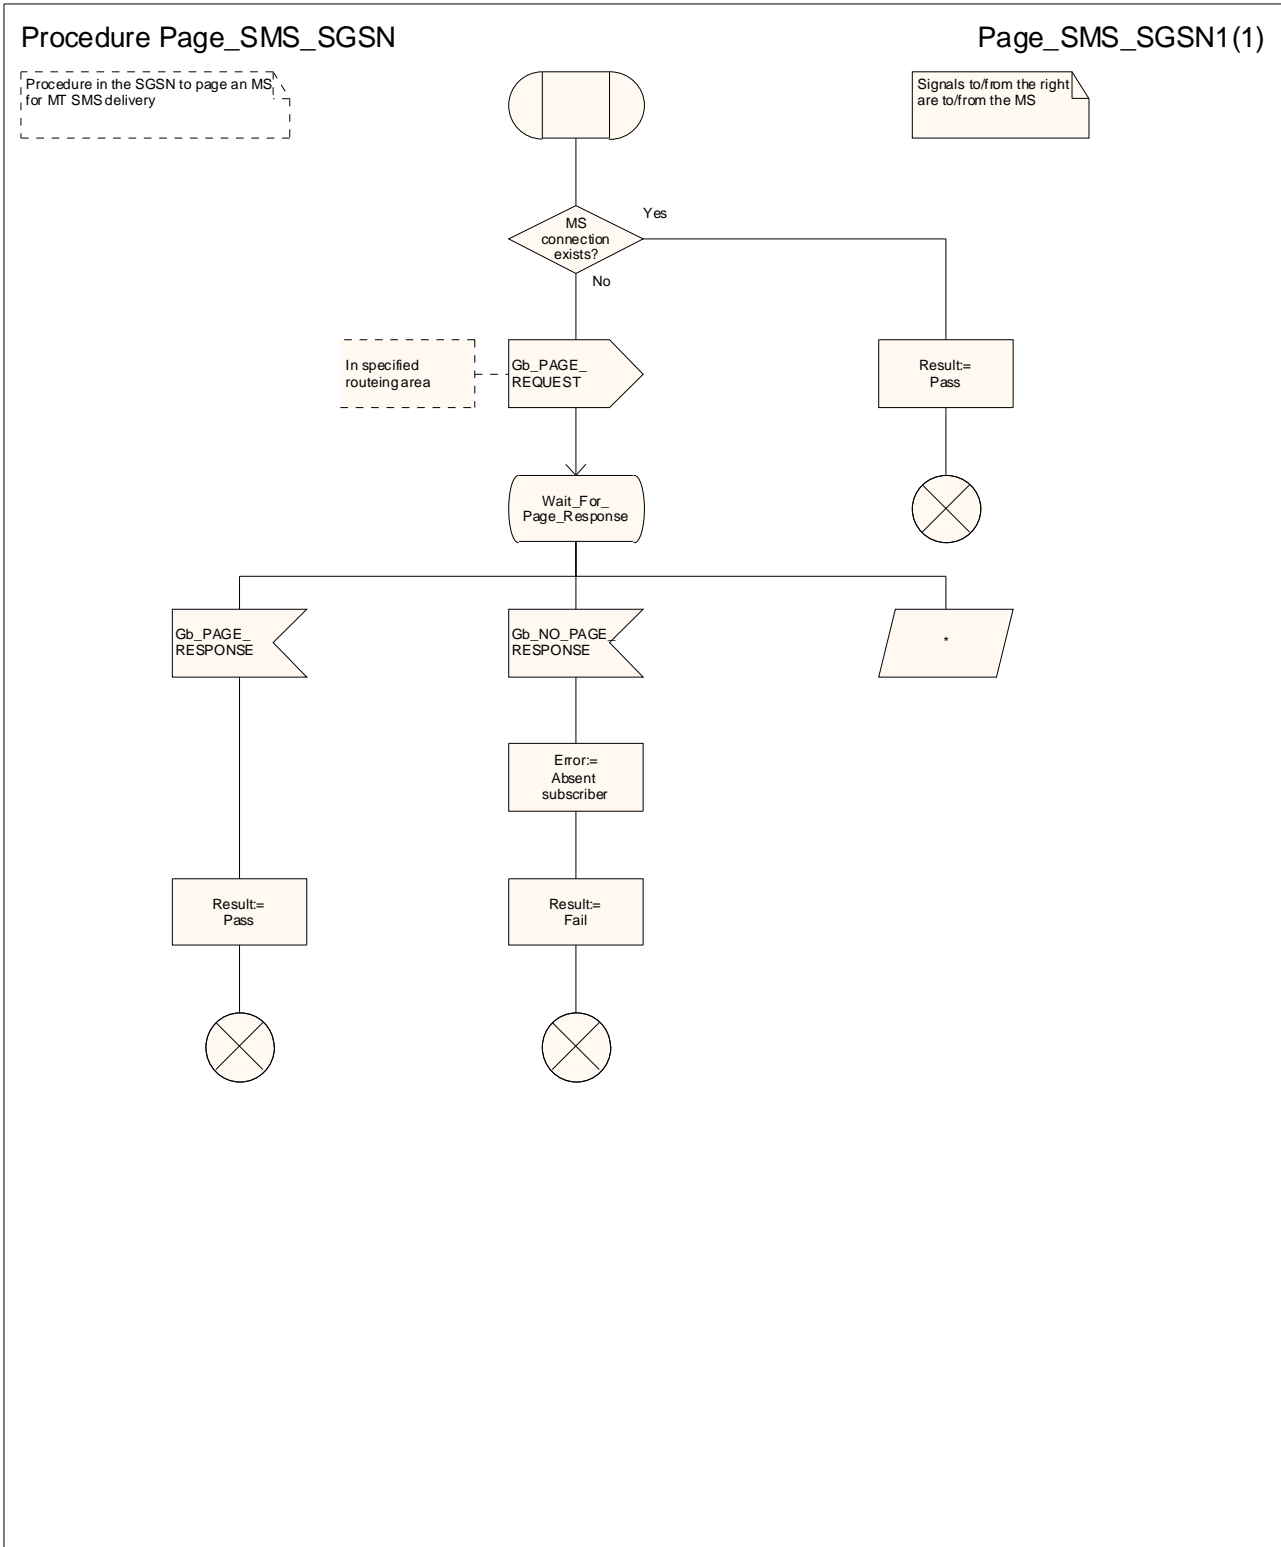 Procedure Page_SMS_SGSN
Page_SMS_SGSN1(1)
Procedure in the SGSN to page an MS
for MT SMS delivery
Signals to/from the right
are to/from the MS
MS
connection
exists?
Yes
No
In specified
routeing area
Gb_PAGE_
REQUEST
Result:=
Pass
Wait_For_
Page_Response
Gb_PAGE_
RESPONSE
Gb_NO_PAGE_
RESPONSE
*
Error:=
Absent
subscriber
Result:=
Pass
Result:=
Fail